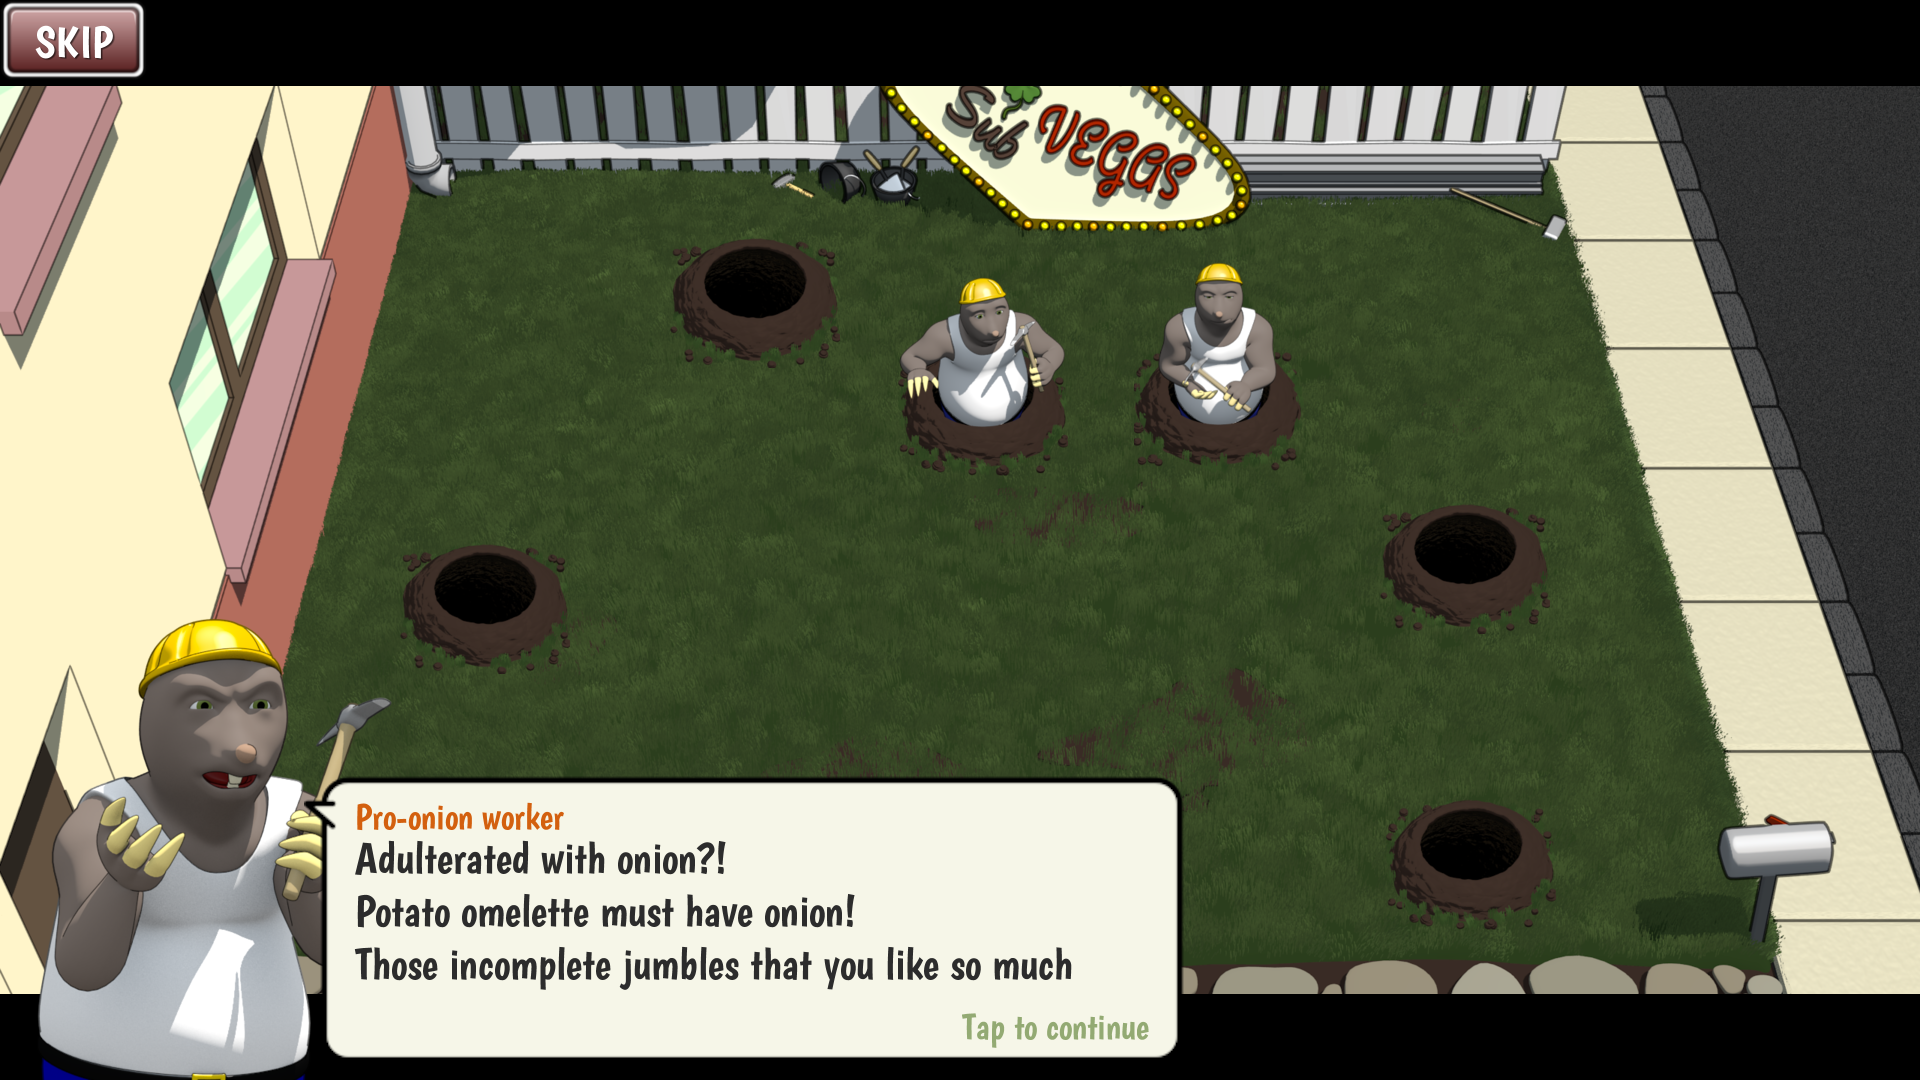 SKIP
Sub VEGAS
Pro-onion worker
Adulterated with onion?!
Potato omelette must have onion!
Those incomplete jumbles that you like so much
Tap to continue